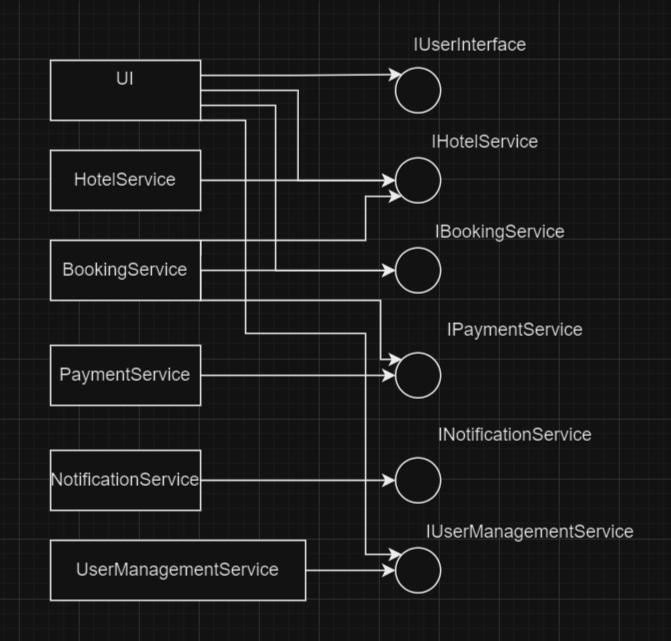 IUserInterface
UI
IHotelService
HotelService
IBookingService
BookingService
IPaymentService
PaymentService
INotificationService
NotificationService
IUserManagementService
UserManagementService